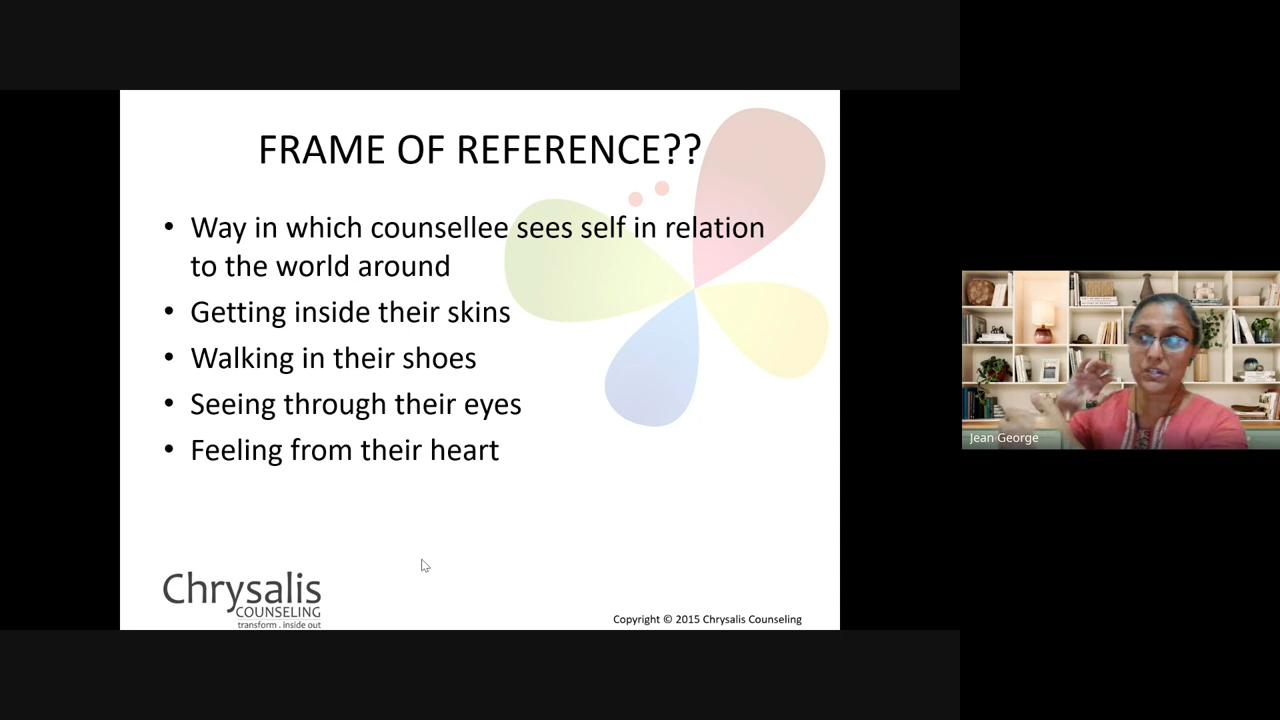 FRAME OF REFERENCE??
• Way in which counsellee sees self in relation
to the world around
• Getting inside their skins
• Walking in their shoes
• Seeing through their eyes
• Feeling from their heart
Chrysalis
COUNSELING
transform . inside out
Copyright © 2015 Chrysalis Counseling
Jean George